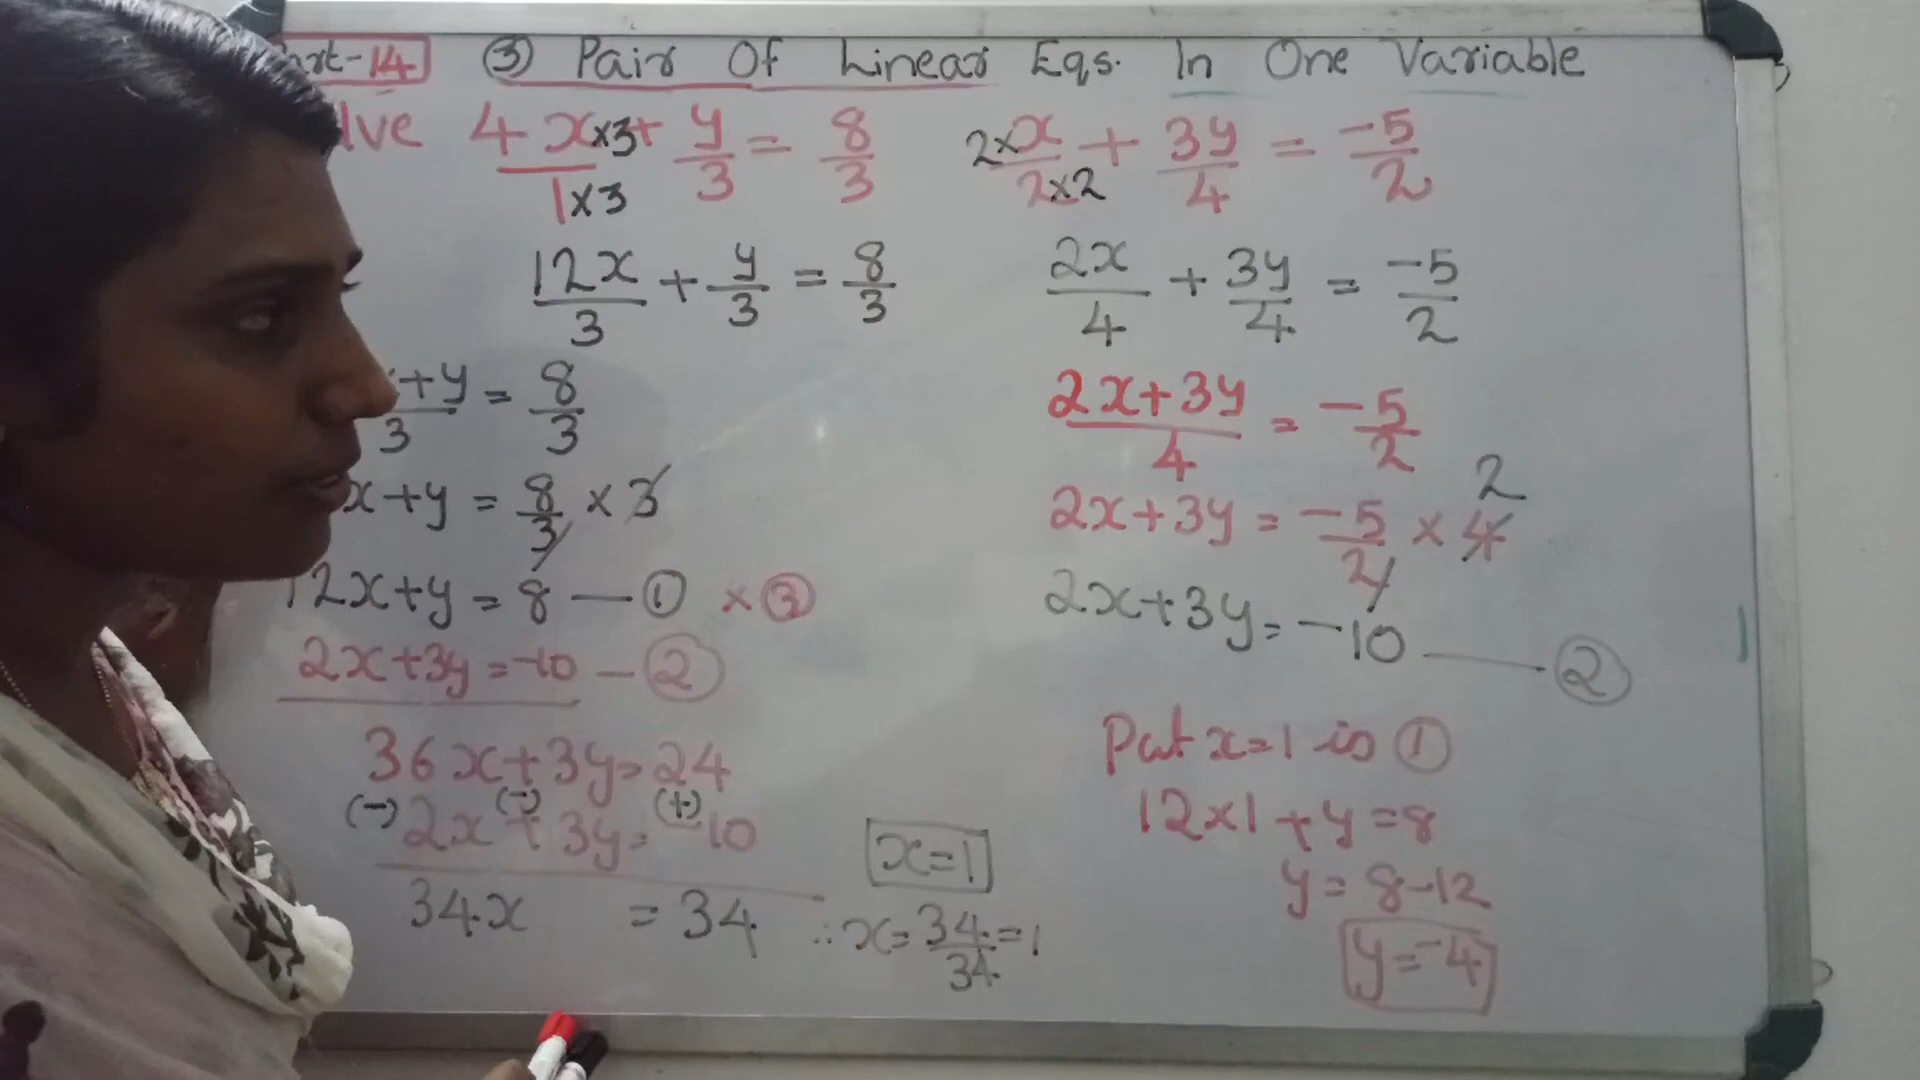 rt-14 ③ Pair Of Linear Eqs. In One Variable
lve 4x×3/1×3 + y/3 = 8/3
12x/3 + y/3 = 8/3
+y/3 = 8/3
x+y = 8/3 × 3
12x+y = 8 — ① × ③
2x+3y = -10 — ②
36x+3y = 24
(-) 2x (-)+ 3y = (+)-10
34x = 34
∴ x = 34/34 = 1
x=1
2×x/2×2 + 3y/4 = -5/2
2x/4 + 3y/4 = -5/2
2x+3y/4 = -5/2
2x+3y = -5/2 × 4 2
2x+3y = -10 — ②
Put x=1 in ①
12×1+y=8
y = 8-12
y=-4